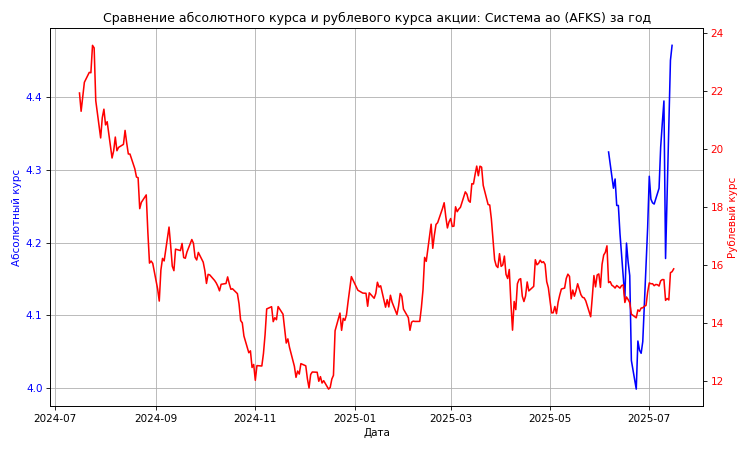 Сравнение абсолютного курса и рублевого курса акции: Система ао (AFKS) за год
24
4.4
22
4.3
20
4.2
18
4.1
16
4.0
14
12
Абсолютный курс
Рублевый курс
2024-07 2024-09 2024-11 2025-01 2025-03 2025-05 2025-07
Дата